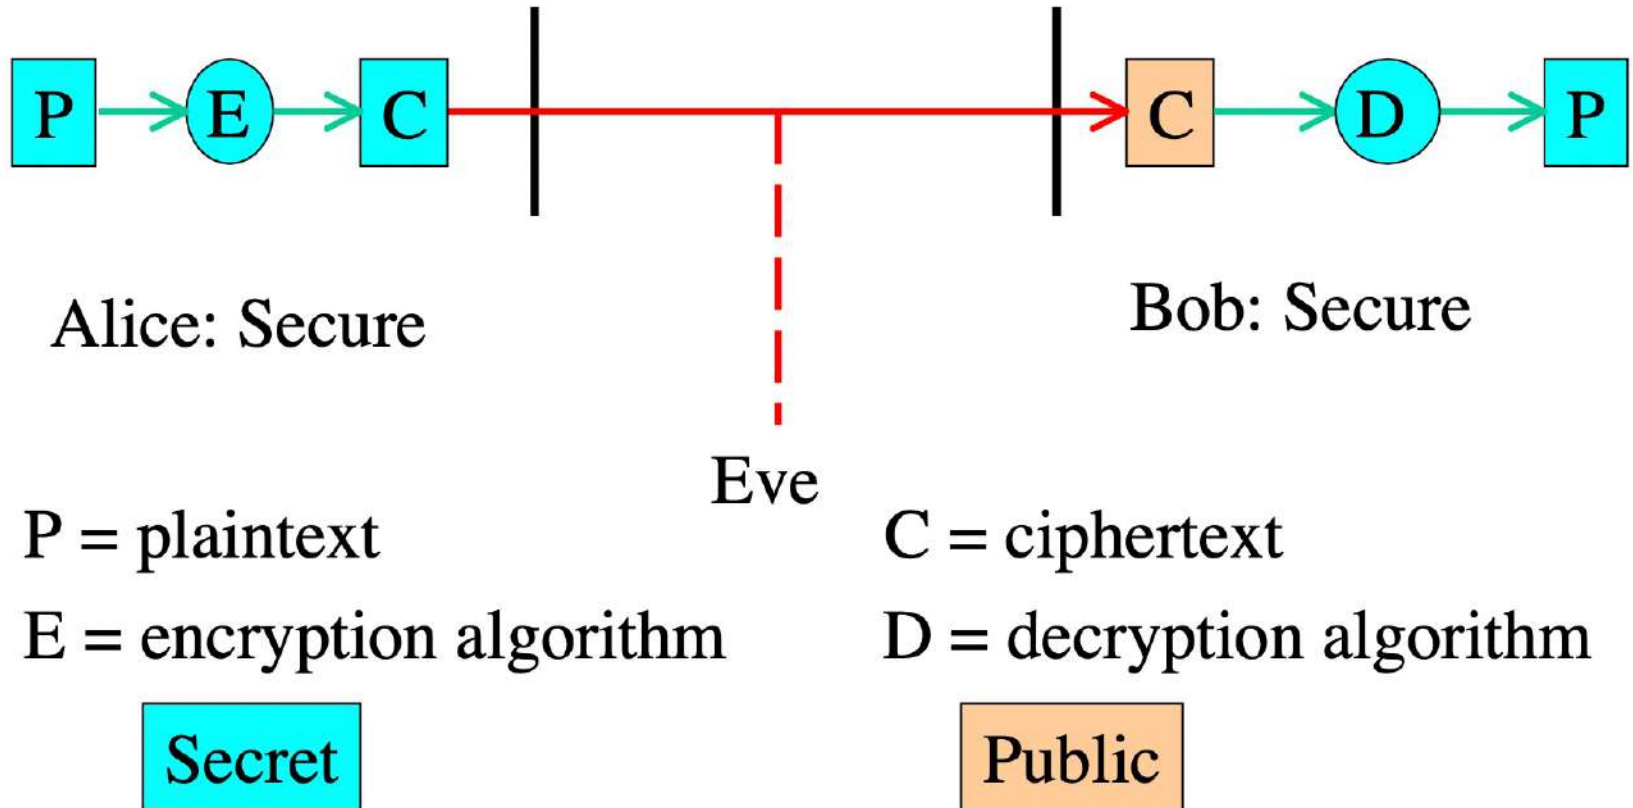 P E C C D P
Alice: Secure
Bob: Secure
Eve
P = plaintext
C = ciphertext
E = encryption algorithm
D = decryption algorithm
Secret
Public